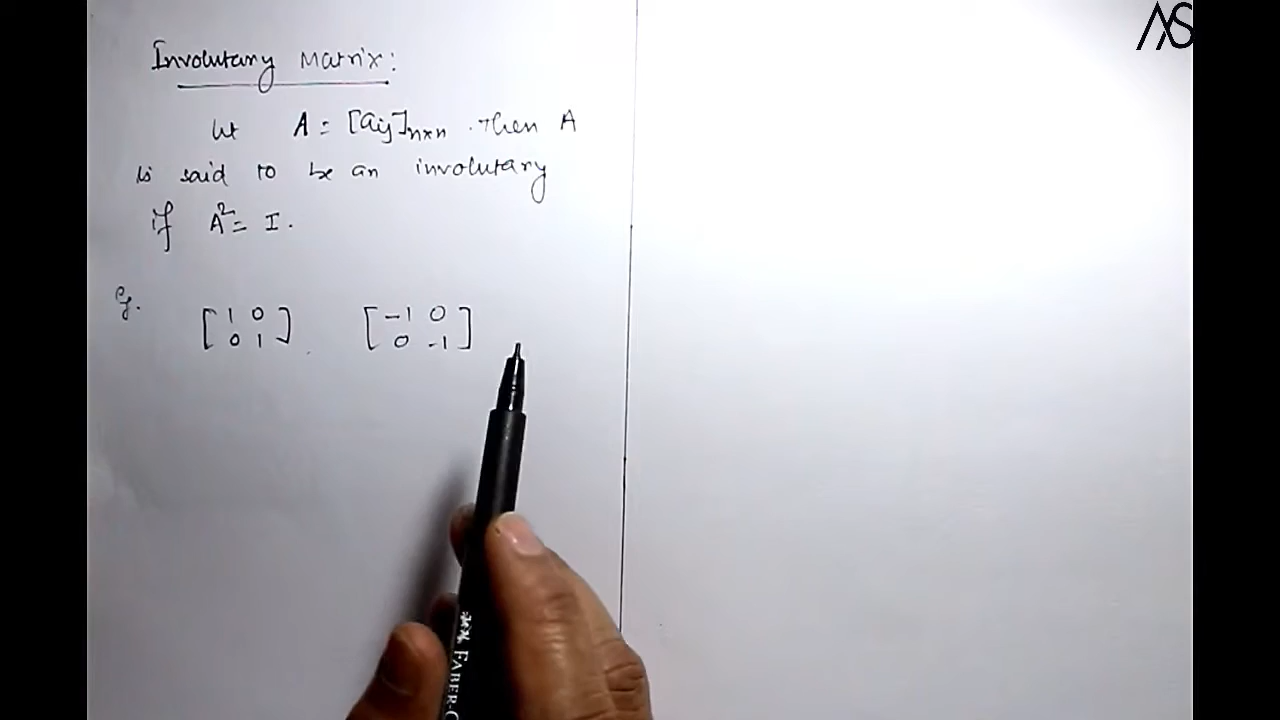 Involutary Matrix:
Let A = [aij]n×n. Then A
is said to be an involutary
if A² = I.
Eg. [1 0] [-1 0]
[0 1] [0 -1]
FABER-C
AS